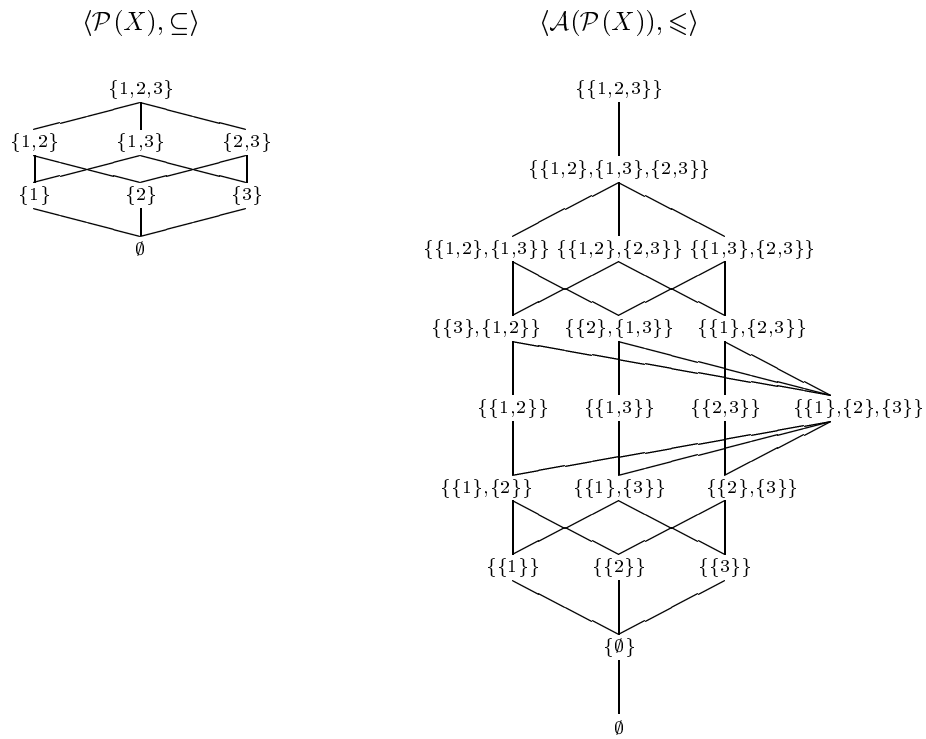 ⟨𝒫(X), ⊆⟩ ⟨𝒜(𝒫(X)), ⩽⟩
{1,2,3} {{1,2,3}}
{1,2} {1,3} {2,3}
{{1,2},{1,3},{2,3}}
{1} {2} {3}
∅ {{1,2},{1,3}} {{1,2},{2,3}} {{1,3},{2,3}}
{{3},{1,2}} {{2},{1,3}} {{1},{2,3}}
{{1,2}} {{1,3}} {{2,3}} {{1},{2},{3}}
{{1},{2}} {{1},{3}} {{2},{3}}
{{1}} {{2}} {{3}}
{∅}
∅